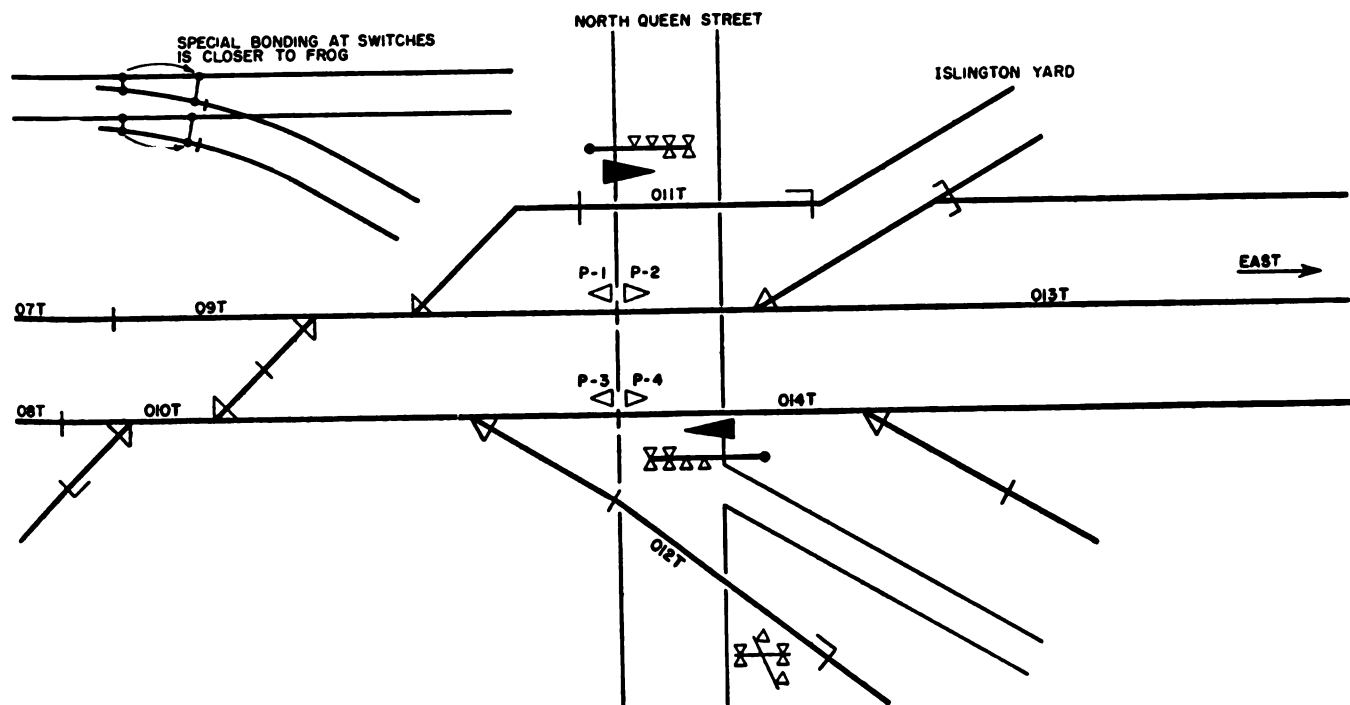 NORTH QUEEN STREET
SPECIAL BONDING AT SWITCHES
IS CLOSER TO FROG
ISLINGTON YARD
011T
EAST
P-1 P-2
013T
07T 09T
P-3 P-4
08T 010T 014T
012T